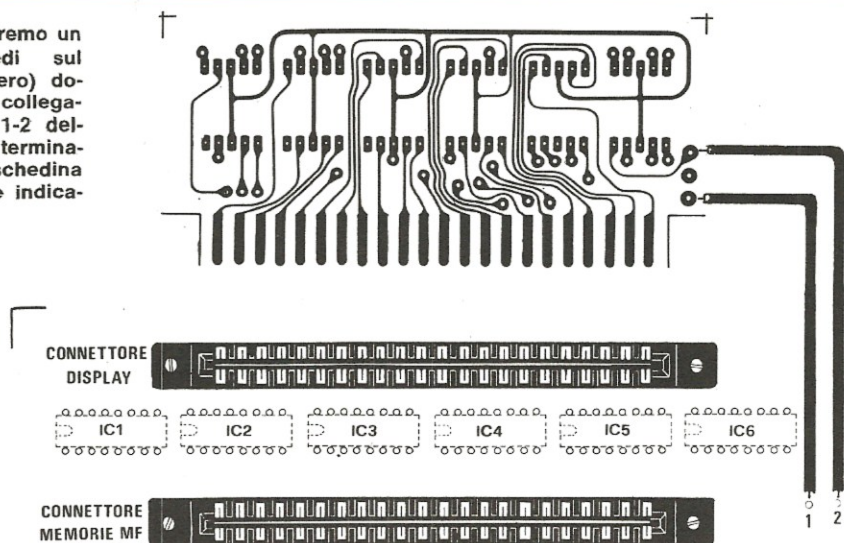 remo un
edi sul
ero) do-
collega-
1-2 del-
termina-
schedina
e indica-
CONNETTORE
DISPLAY
IC1 IC2 IC3 IC4 IC5 IC6
CONNETTORE
MEMORIE MF
1 2